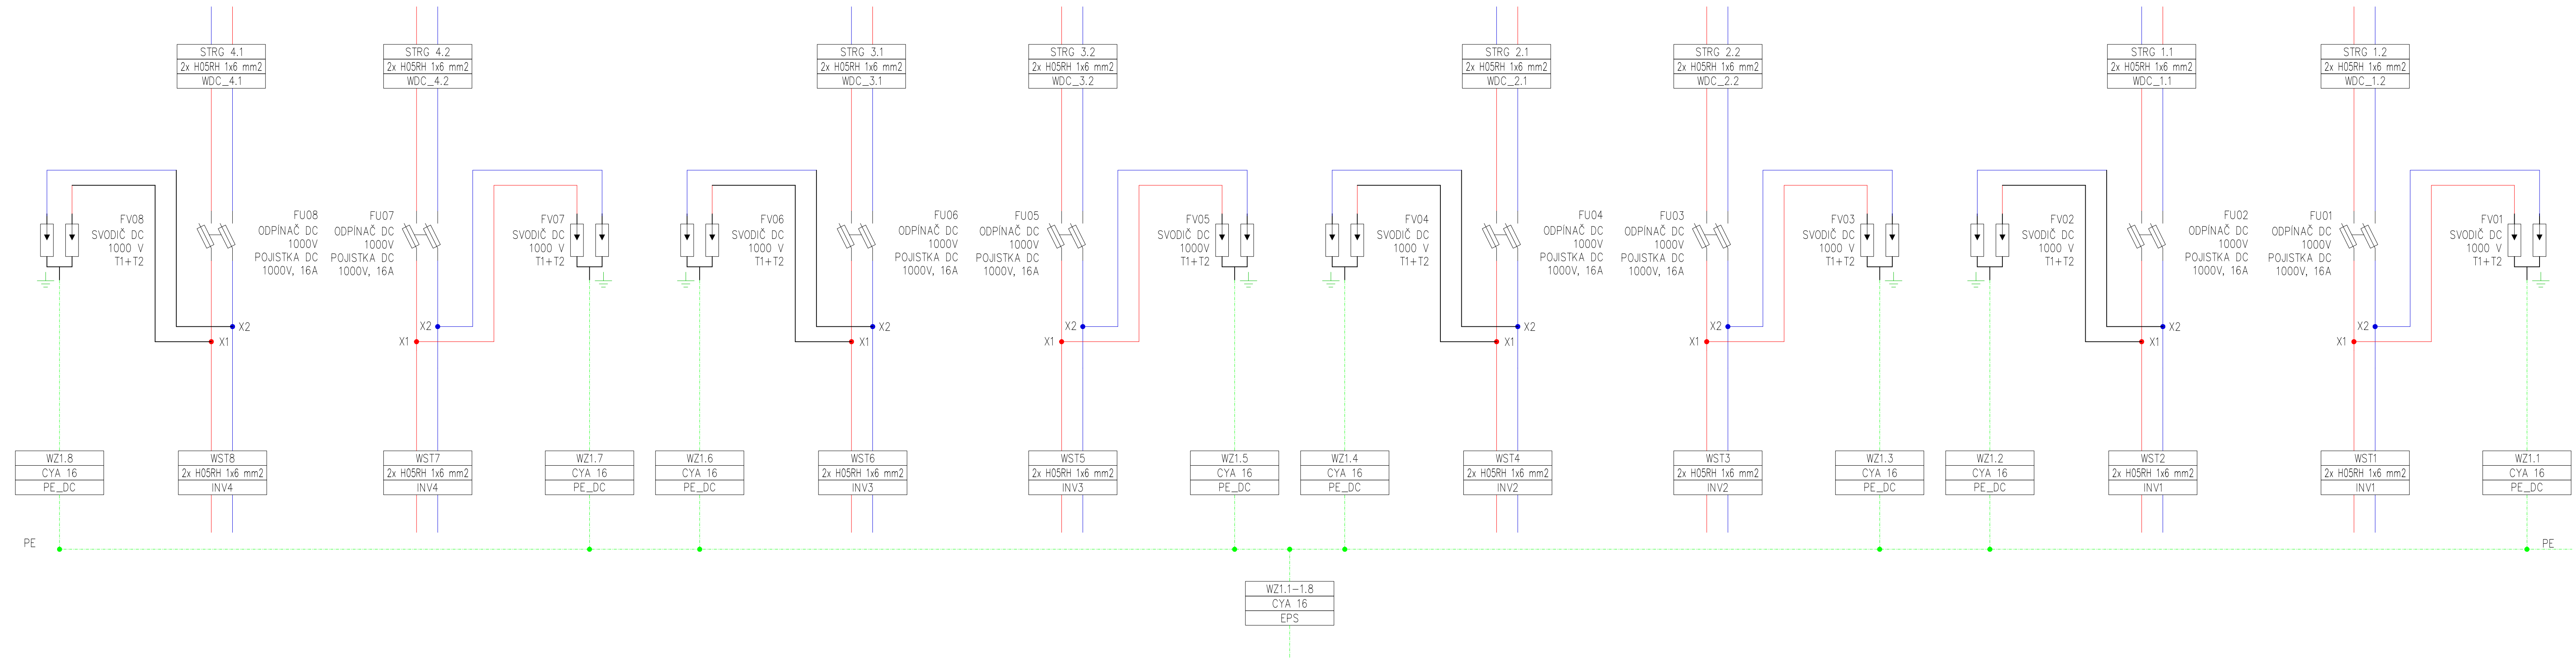 STRG 4.1
2x H05RH 1x6 mm2
WDC_4.1
STRG 4.2
2x H05RH 1x6 mm2
WDC_4.2
STRG 3.1
2x H05RH 1x6 mm2
WDC_3.1
STRG 3.2
2x H05RH 1x6 mm2
WDC_3.2
STRG 2.1
2x H05RH 1x6 mm2
WDC_2.1
STRG 2.2
2x H05RH 1x6 mm2
WDC_2.2
STRG 1.1
2x H05RH 1x6 mm2
WDC_1.1
STRG 1.2
2x H05RH 1x6 mm2
WDC_1.2
FV08
SVODIČ DC
1000 V
T1+T2
FU08
ODPÍNAČ DC
1000V
POJISTKA DC
1000V, 16A
FU07
ODPÍNAČ DC
1000V
POJISTKA DC
1000V, 16A
FV07
SVODIČ DC
1000 V
T1+T2
FV06
SVODIČ DC
1000 V
T1+T2
FU06
ODPÍNAČ DC
1000V
POJISTKA DC
1000V, 16A
FU05
ODPÍNAČ DC
1000V
POJISTKA DC
1000V, 16A
FV05
SVODIČ DC
1000V
T1+T2
FV04
SVODIČ DC
1000 V
T1+T2
FU04
ODPÍNAČ DC
1000V
POJISTKA DC
1000V, 16A
FU03
ODPÍNAČ DC
1000V
POJISTKA DC
1000V, 16A
FV03
SVODIČ DC
1000 V
T1+T2
FV02
SVODIČ DC
1000 V
T1+T2
FU02
ODPÍNAČ DC
1000V
POJISTKA DC
1000V, 16A
FU01
ODPÍNAČ DC
1000V
POJISTKA DC
1000V, 16A
FV01
SVODIČ DC
1000 V
T1+T2
X2
X1
X2
X1
X2
X1
X2
X1
X2
X1
X2
X1
X2
X1
X2
X1
WZ1.8
CYA 16
PE_DC
WST8
2x H05RH 1x6 mm2
INV4
WST7
2x H05RH 1x6 mm2
INV4
WZ1.7
CYA 16
PE_DC
WZ1.6
CYA 16
PE_DC
WST6
2x H05RH 1x6 mm2
INV3
WST5
2x H05RH 1x6 mm2
INV3
WZ1.5
CYA 16
PE_DC
WZ1.4
CYA 16
PE_DC
WST4
2x H05RH 1x6 mm2
INV2
WST3
2x H05RH 1x6 mm2
INV2
WZ1.3
CYA 16
PE_DC
WZ1.2
CYA 16
PE_DC
WST2
2x H05RH 1x6 mm2
INV1
WST1
2x H05RH 1x6 mm2
INV1
WZ1.1
CYA 16
PE_DC
PE
PE
WZ1.1-1.8
CYA 16
EPS